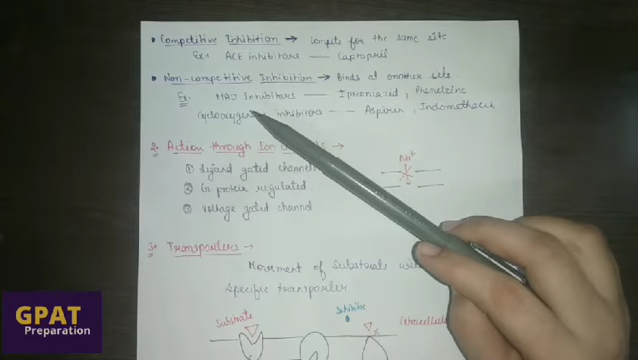 • Competitive Inhibition → Compete for the same site
Ex:- ACE inhibitors — Captopril
• Non-competitive Inhibition — Binds at another site
Ex. MAO Inhibitors — Iproniazid, Phenelzine
inhibitors — Aspirin, Indomethacin
2. Action through Ion →
① Ligand gated channel
Na+
② G-protein regulated
③ Voltage gated channel
3. Transporters →
Movement of Substrate
Specific transporter
Inhibitor
Substrate
GPAT
Preparation